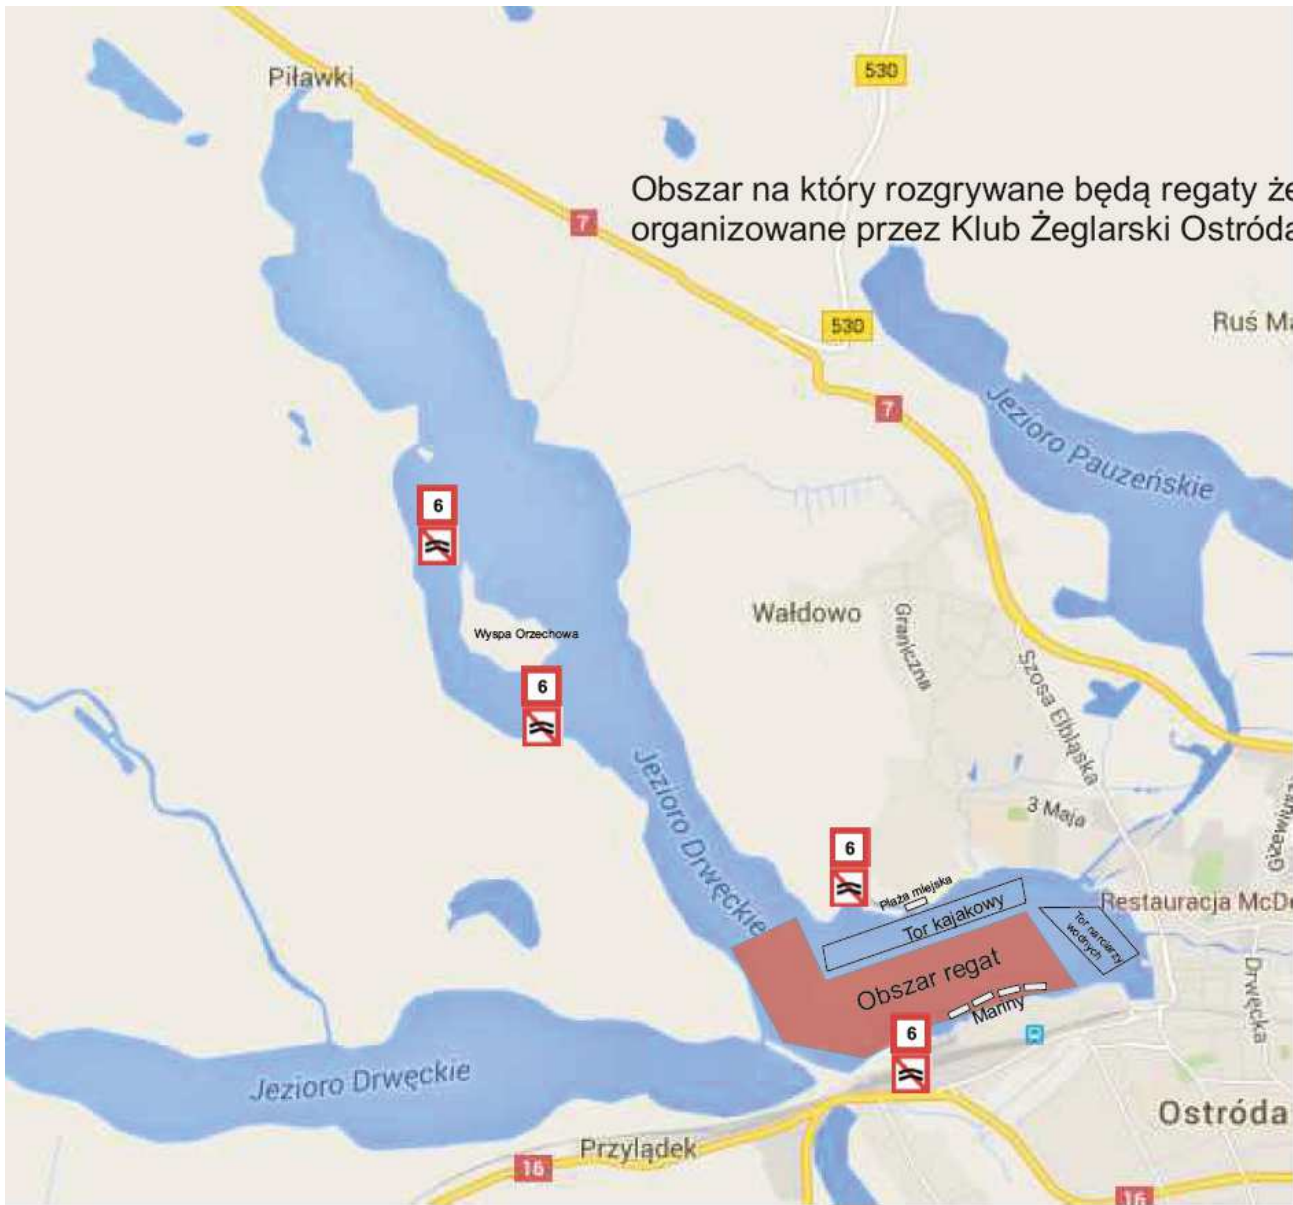 Piławki
530
Obszar na który rozgrywane będą regaty że
organizowane przez Klub Żeglarski Ostróda
7
530
Ruś Ma
7
Jezioro Pauzeńskie
6
Wałdowo
Graniczna
Wyspa Orzechowa
Szosa Elbląska
6
Jezioro Drwęckie
3 Maja
6
Plaża miejska
Restauracja McDo
Tor kajakowy
Tor narciarzy
wodnych
Obszar regat
Drwęcka
Mariny
6
Jezioro Drwęckie
Ostróda
Przylądek
16
16